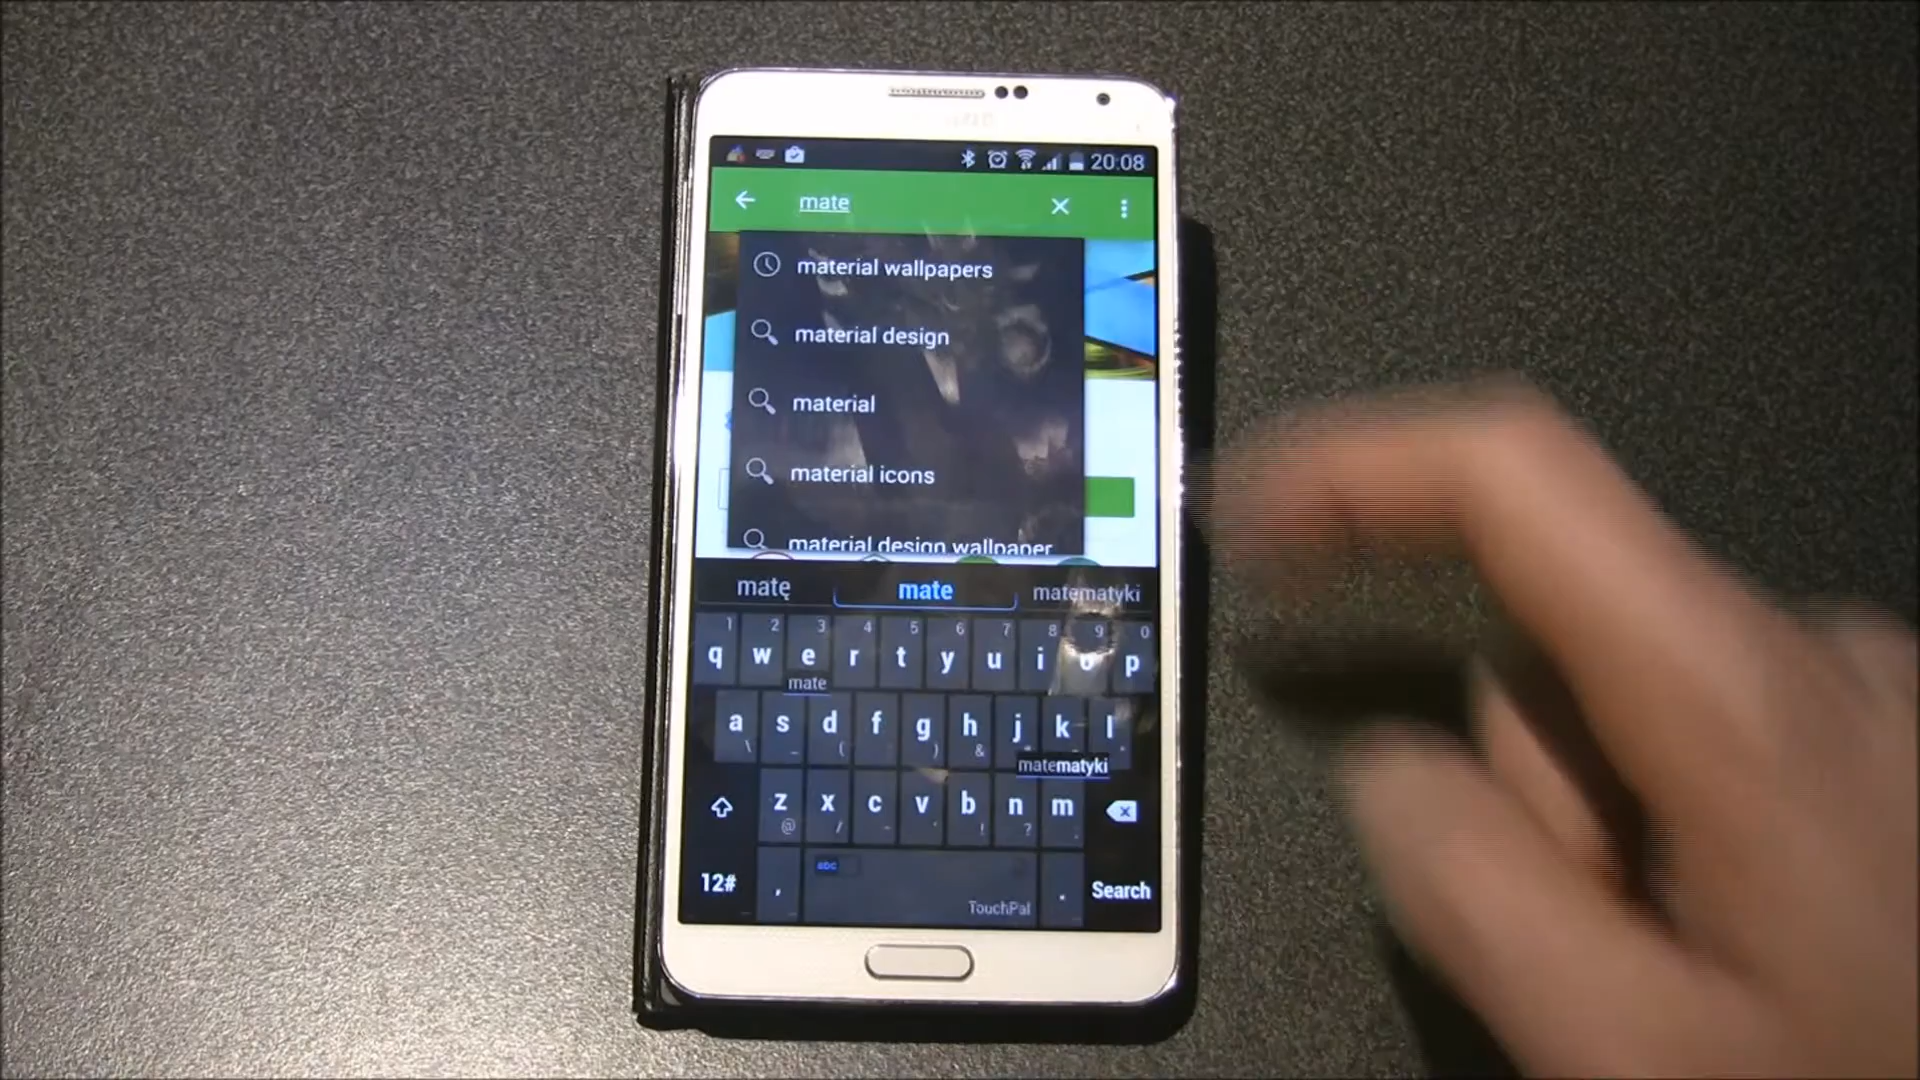 20:08
mate
material wallpapers
material design
material
material icons
material design wallpaper
matę mate matematyki
1 2 3 4 5 6 7 8 9 0
q w e r t y u i o p
mate
a s d f g h j k l
\ _ ( ) &
matematyki
z x c v b n m
@ / - ' ! ?
12# , abc . Search
TouchPal